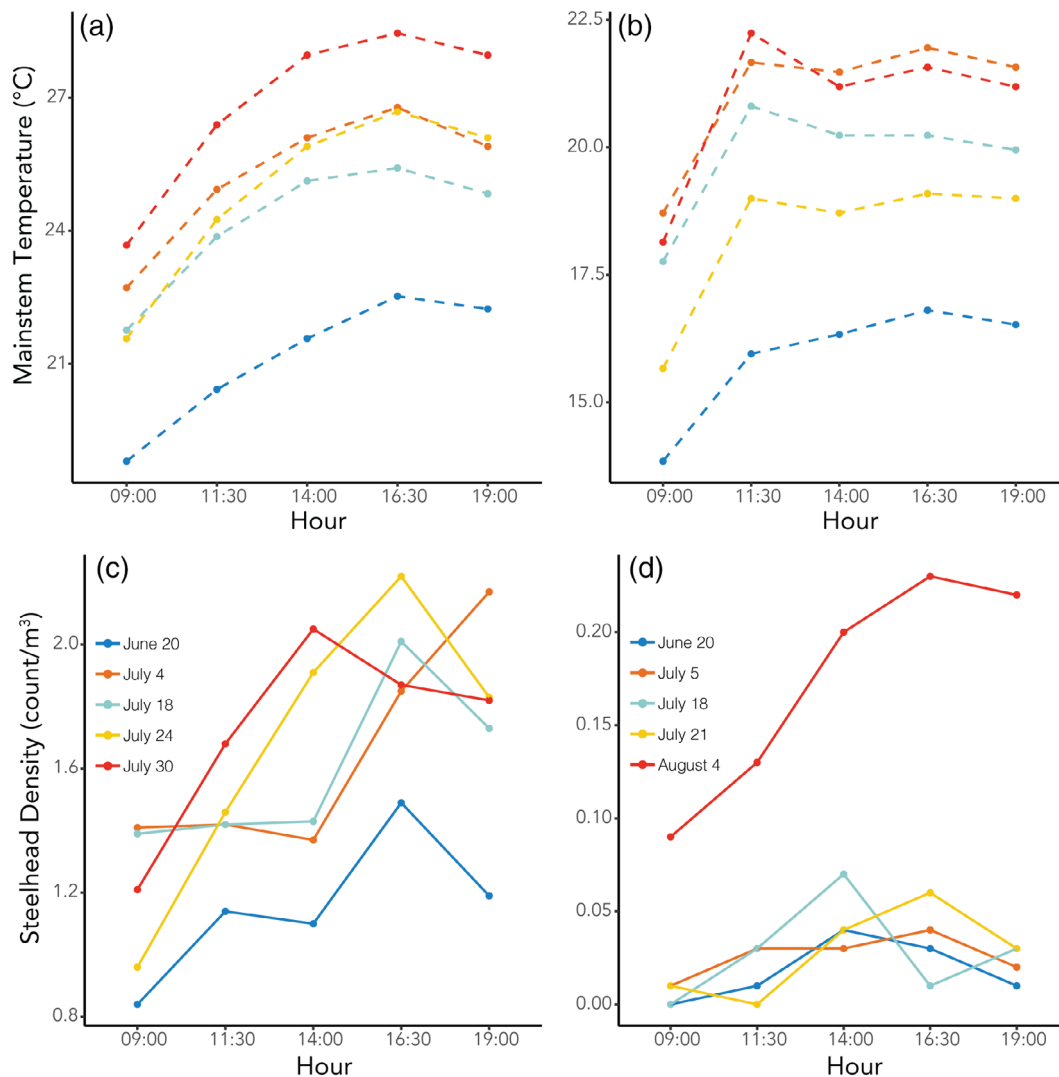 (a)
Mainstem Temperature (°C)
27
24
21
09:00 11:30 14:00 16:30 19:00
Hour
(b)
22.5
20.0
17.5
15.0
09:00 11:30 14:00 16:30 19:00
Hour
(c)
Steelhead Density (count/m³)
2.0
1.6
1.2
0.8
June 20
July 4
July 18
July 24
July 30
09:00 11:30 14:00 16:30 19:00
Hour
(d)
0.20
0.15
0.10
0.05
0.00
June 20
July 5
July 18
July 21
August 4
09:00 11:30 14:00 16:30 19:00
Hour